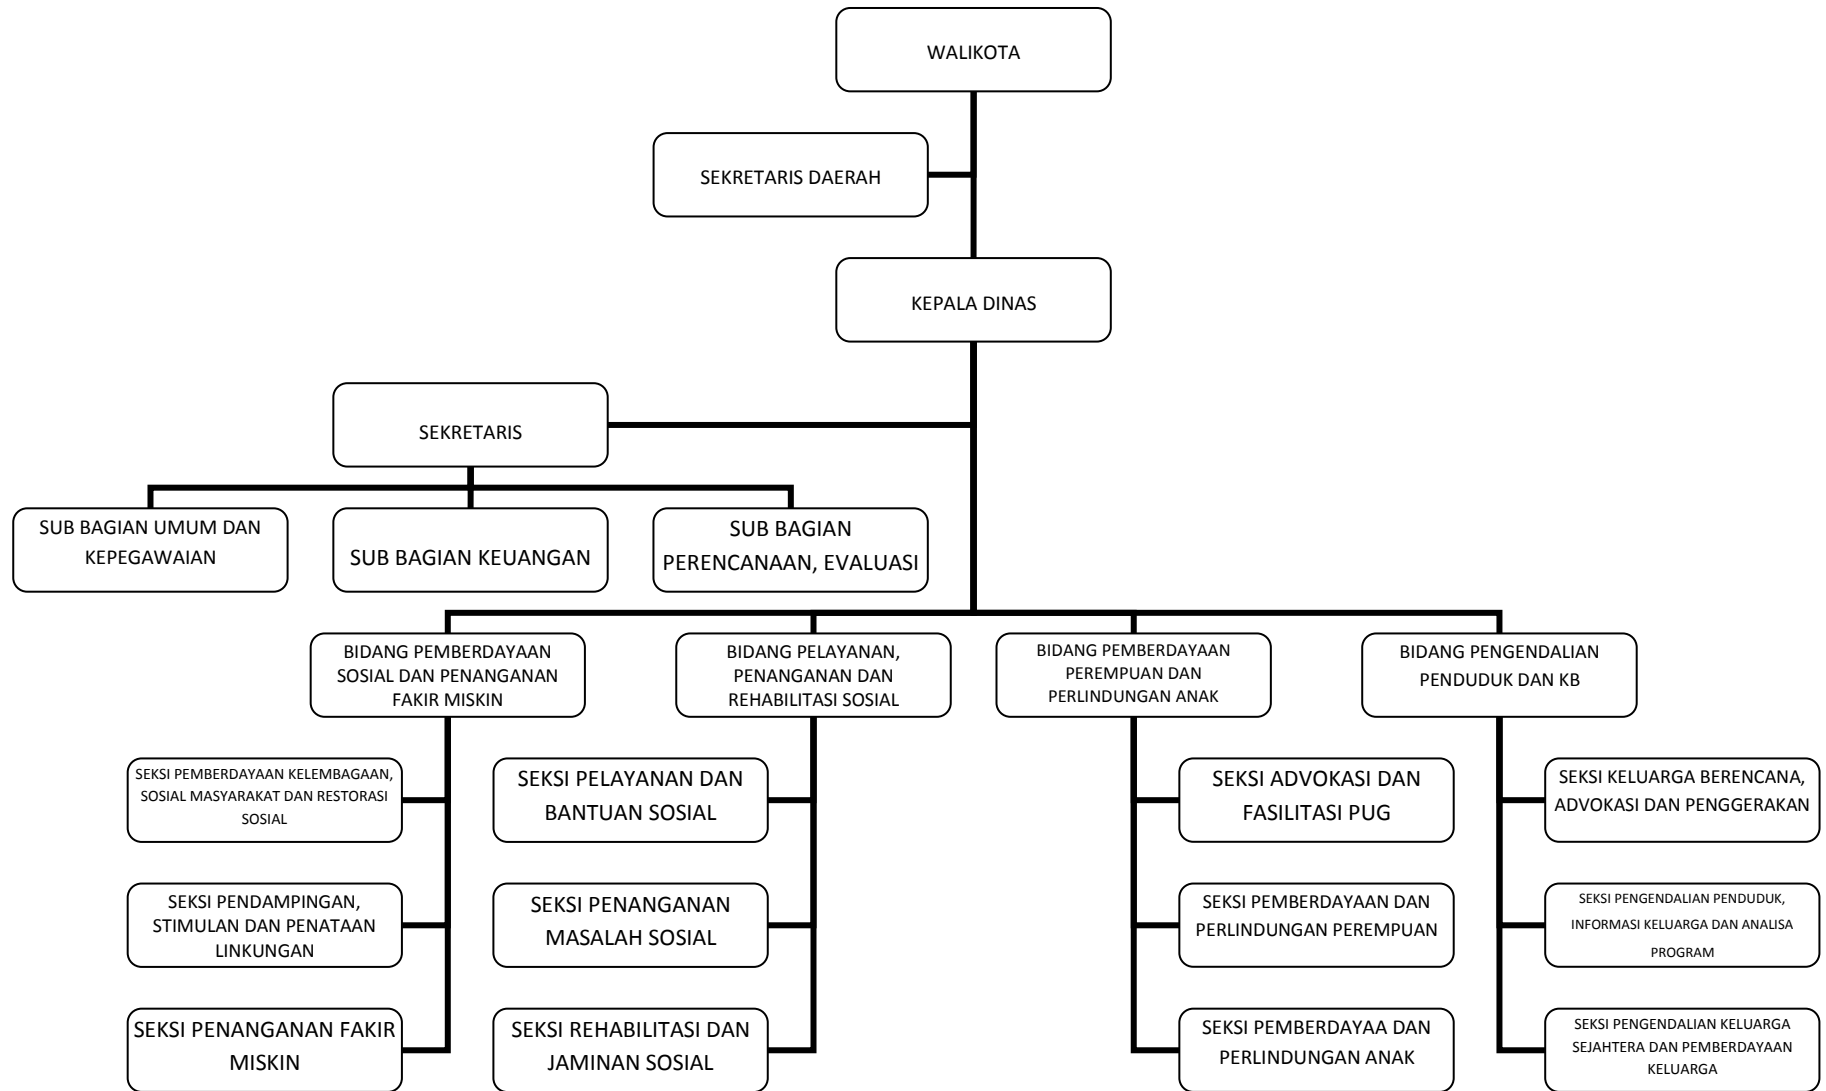 WALIKOTA
SEKRETARIS DAERAH
KEPALA DINAS
SEKRETARIS
SUB BAGIAN UMUM DAN
KEPEGAWAIAN
SUB BAGIAN KEUANGAN
SUB BAGIAN
PERENCANAAN, EVALUASI
BIDANG PEMBERDAYAAN
SOSIAL DAN PENANGANAN
FAKIR MISKIN
BIDANG PELAYANAN,
PENANGANAN DAN
REHABILITASI SOSIAL
BIDANG PEMBERDAYAAN
PEREMPUAN DAN
PERLINDUNGAN ANAK
BIDANG PENGENDALIAN
PENDUDUK DAN KB
SEKSI PEMBERDAYAAN KELEMBAGAAN,
SOSIAL MASYARAKAT DAN RESTORASI
SOSIAL
SEKSI PELAYANAN DAN
BANTUAN SOSIAL
SEKSI ADVOKASI DAN
FASILITASI PUG
SEKSI KELUARGA BERENCANA,
ADVOKASI DAN PENGGERAKAN
SEKSI PENDAMPINGAN,
STIMULAN DAN PENATAAN
LINKUNGAN
SEKSI PENANGANAN
MASALAH SOSIAL
SEKSI PEMBERDAYAAN DAN
PERLINDUNGAN PEREMPUAN
SEKSI PENGENDALIAN PENDUDUK,
INFORMASI KELUARGA DAN ANALISA
PROGRAM
SEKSI PENANGANAN FAKIR
MISKIN
SEKSI REHABILITASI DAN
JAMINAN SOSIAL
SEKSI PEMBERDAYAA DAN
PERLINDUNGAN ANAK
SEKSI PENGENDALIAN KELUARGA
SEJAHTERA DAN PEMBERDAYAAN
KELUARGA